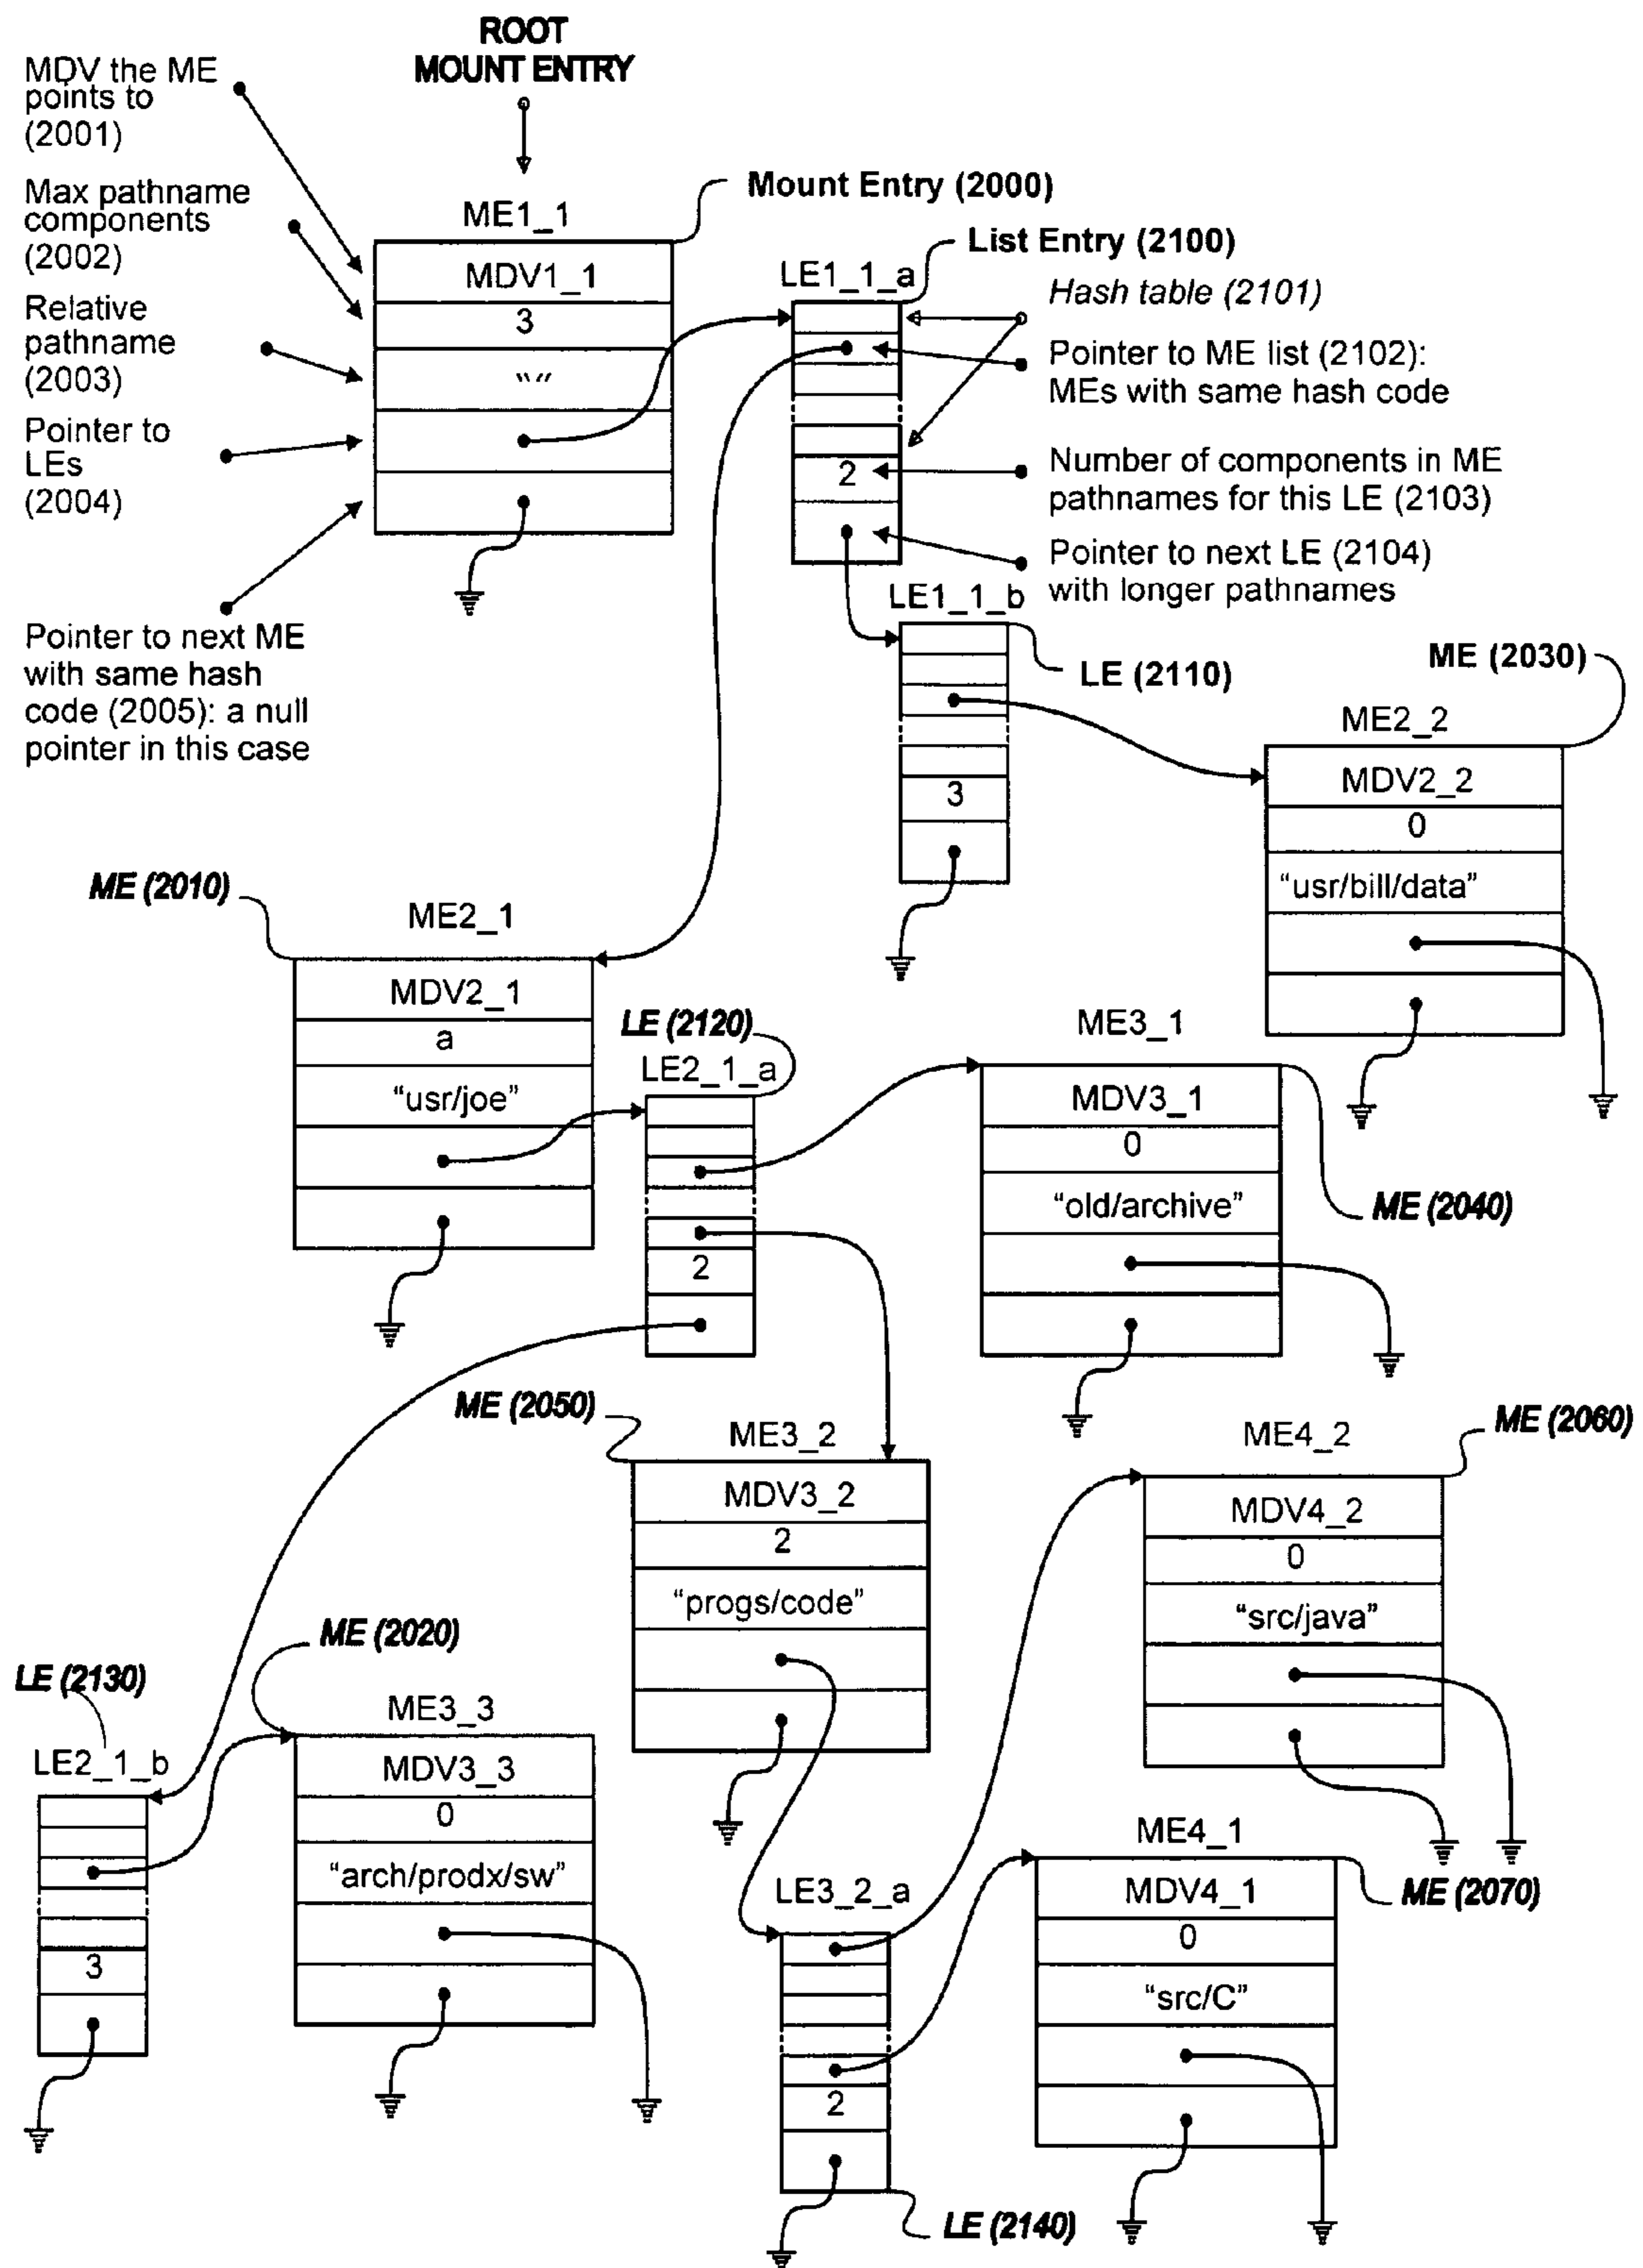 ROOT
MOUNT ENTRY
MDV the ME
points to
(2001)
Max pathname
components
(2002)
Relative
pathname
(2003)
Pointer to
LEs
(2004)
Pointer to next ME
with same hash
code (2005): a null
pointer in this case
ME1_1
Mount Entry (2000)
MDV1_1
3
“”
LE1_1_a
List Entry (2100)
Hash table (2101)
Pointer to ME list (2102):
MEs with same hash code
2
Number of components in ME
pathnames for this LE (2103)
Pointer to next LE (2104)
with longer pathnames
LE1_1_b
LE (2110)
3
ME (2030)
ME2_2
MDV2_2
0
“usr/bill/data”
ME (2010)
ME2_1
MDV2_1
a
“usr/joe”
LE (2120)
LE2_1_a
2
ME3_1
MDV3_1
0
“old/archive”
ME (2040)
ME (2050)
ME3_2
MDV3_2
2
“progs/code”
ME4_2
ME (2060)
MDV4_2
0
“src/java”
LE (2130)
LE2_1_b
3
ME (2020)
ME3_3
MDV3_3
0
“arch/prodx/sw”
LE3_2_a
2
LE (2140)
ME4_1
MDV4_1
0
“src/C”
ME (2070)